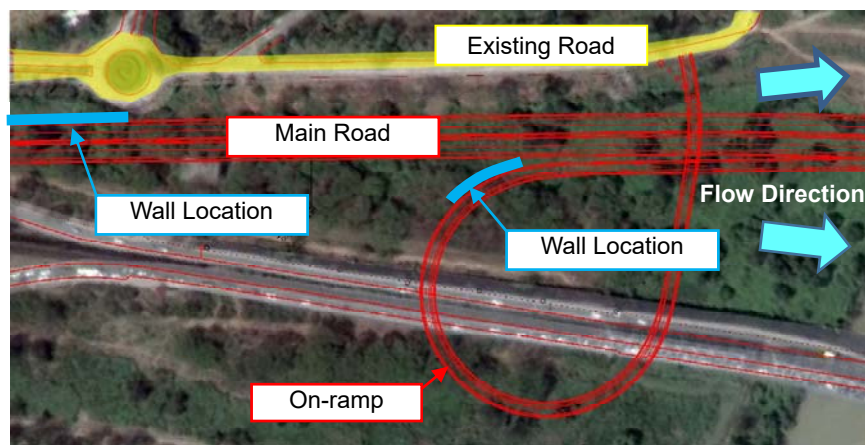 Existing Road
Main Road
Wall Location
Flow Direction
Wall Location
On-ramp